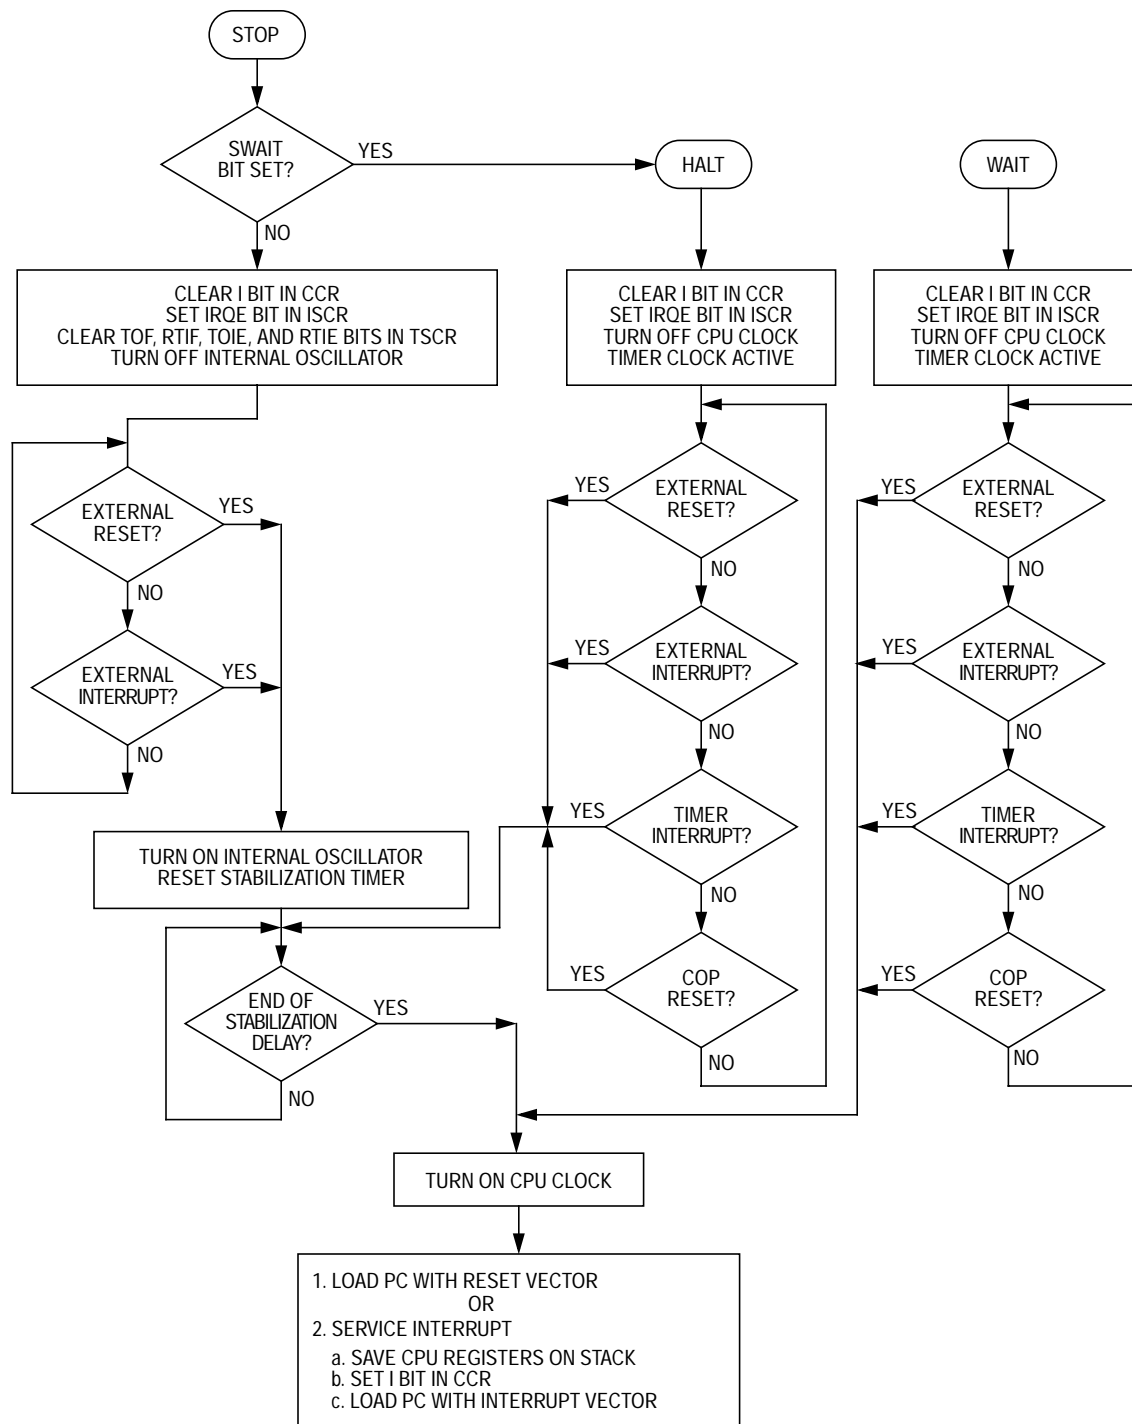 STOP
SWAIT
BIT SET?
YES
HALT
WAIT
NO
CLEAR I BIT IN CCR
SET IRQE BIT IN ISCR
CLEAR TOF, RTIF, TOIE, AND RTIE BITS IN TSCR
TURN OFF INTERNAL OSCILLATOR
CLEAR I BIT IN CCR
SET IRQE BIT IN ISCR
TURN OFF CPU CLOCK
TIMER CLOCK ACTIVE
CLEAR I BIT IN CCR
SET IRQE BIT IN ISCR
TURN OFF CPU CLOCK
TIMER CLOCK ACTIVE
EXTERNAL
RESET?
YES
NO
EXTERNAL
INTERRUPT?
YES
NO
YES
EXTERNAL
RESET?
NO
YES
EXTERNAL
INTERRUPT?
NO
YES
TIMER
INTERRUPT?
NO
YES
COP
RESET?
NO
YES
EXTERNAL
RESET?
NO
YES
EXTERNAL
INTERRUPT?
NO
YES
TIMER
INTERRUPT?
NO
YES
COP
RESET?
NO
TURN ON INTERNAL OSCILLATOR
RESET STABILIZATION TIMER
END OF
STABILIZATION
DELAY?
YES
NO
TURN ON CPU CLOCK
1. LOAD PC WITH RESET VECTOR
OR
2. SERVICE INTERRUPT
a. SAVE CPU REGISTERS ON STACK
b. SET I BIT IN CCR
c. LOAD PC WITH INTERRUPT VECTOR